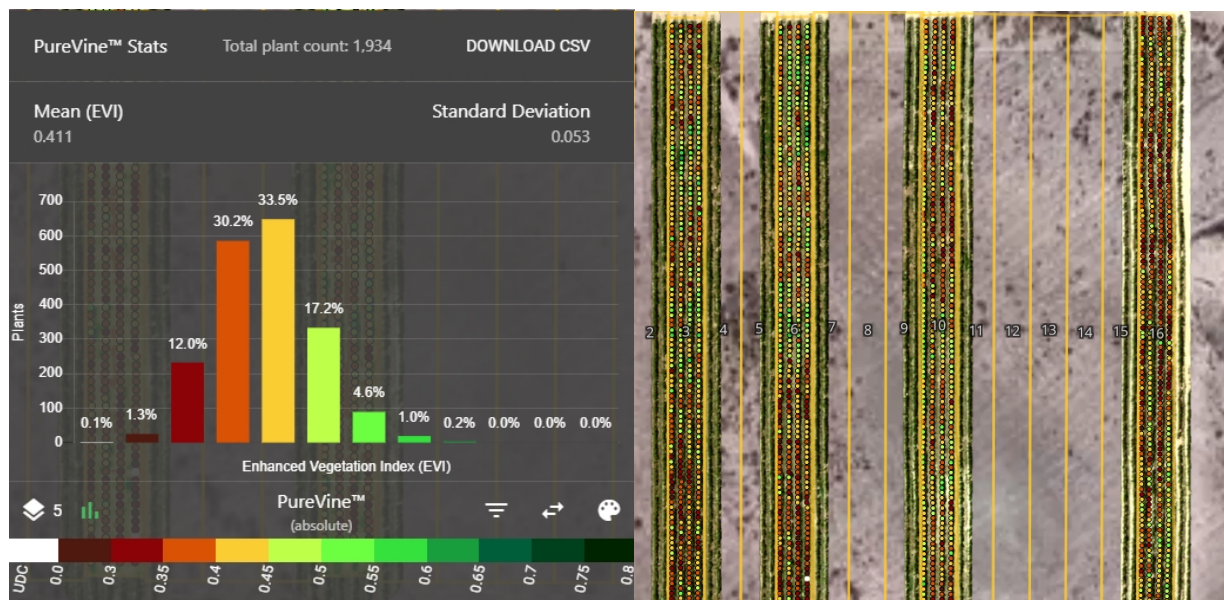 PureVine™ Stats Total plant count: 1,934 DOWNLOAD CSV
Mean (EVI) Standard Deviation
0.411 0.053
Plants
700
600
500
400
300
200
100
0
0.1% 1.3% 12.0% 30.2% 33.5% 17.2% 4.6% 1.0% 0.2% 0.0% 0.0% 0.0%
Enhanced Vegetation Index (EVI)
5 PureVine™
(absolute)
UDC 0.0 0.3 0.35 0.4 0.45 0.5 0.55 0.6 0.65 0.7 0.75 0.8
2 3 4 5 6 7 8 9 10 11 12 13 14 15 16